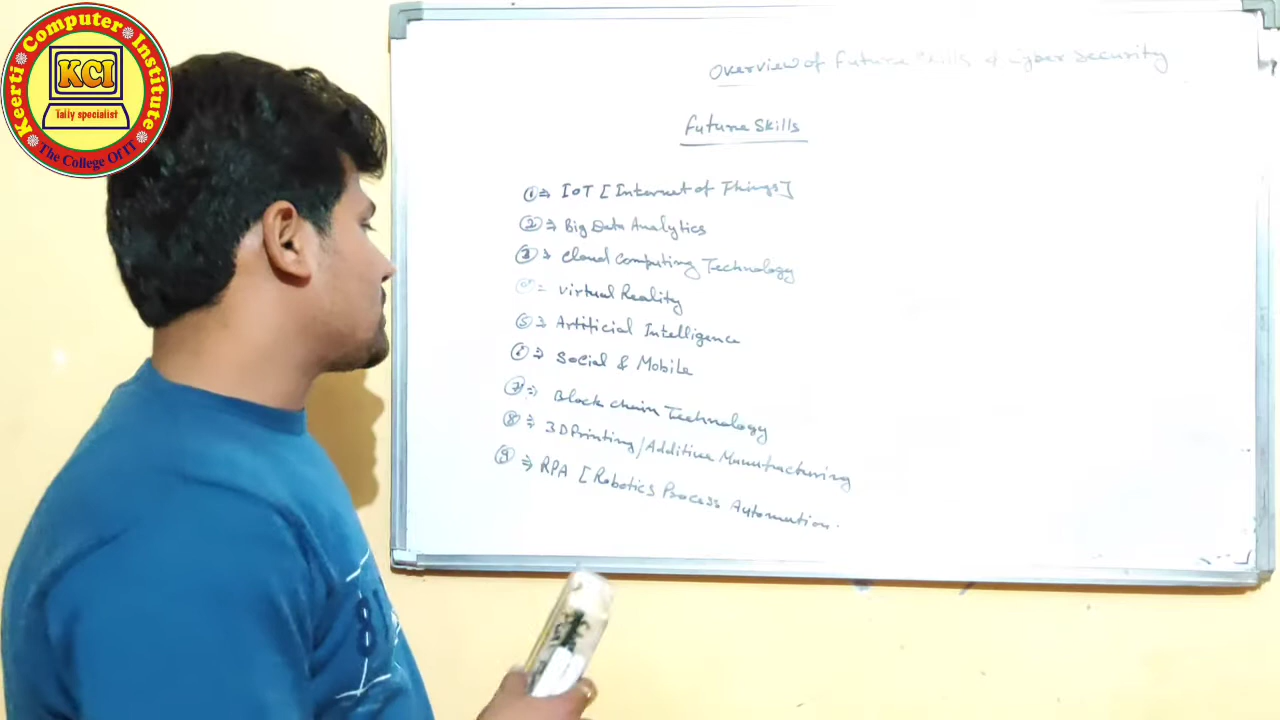 Keerti Computer Institute
KCI
Tally specialist
The College Of IT
Overview of Future Skills & Cyber Security
Future Skills
① ⇒ IoT [Internet of Things]
② ⇒ Big Data Analytics
③ ⇒ Cloud Computing Technology
④ = Virtual Reality
⑤ ⇒ Artificial Intelligence
⑥ ⇒ Social & Mobile
⑦ ⇒ Block chain Technology
⑧ ⇒ 3D Printing/Additive Manufacturing
⑨ ⇒ RPA [Robotics Process Automation.